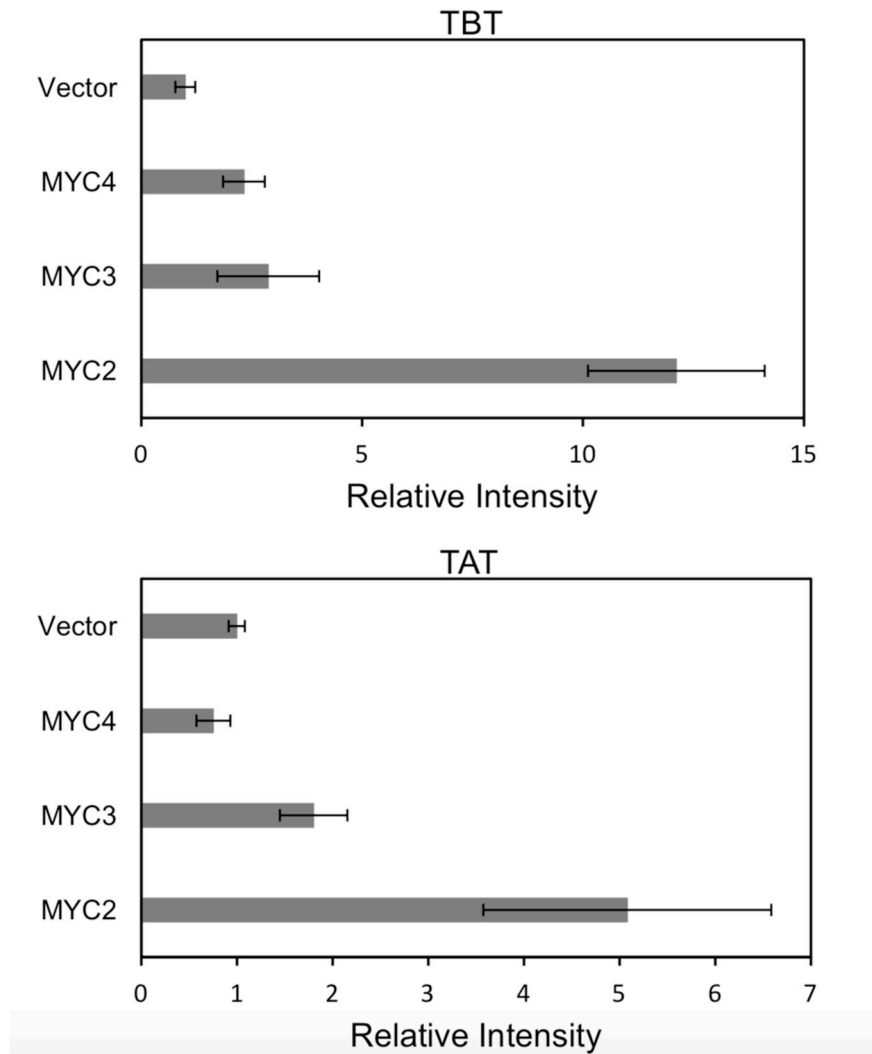 TBT
Vector
MYC4
MYC3
MYC2
0 5 10 15
Relative Intensity
TAT
Vector
MYC4
MYC3
MYC2
0 1 2 3 4 5 6 7
Relative Intensity